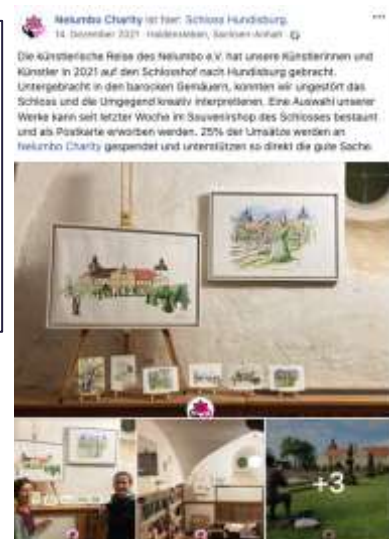 Nelumbo Charity ist hier: Schloss Hundisburg.
14. Dezember 2021 · Haldensleben, Sachsen-Anhalt ·
Die künstlerische Reise des Nelumbo e.V. hat unsere Künstlerinnen und
Künstler in 2021 auf den Schlosshof nach Hundisburg gebracht.
Untergebracht in den barocken Gemäuern, konnten wir ungestört das
Schloss und die Umgegend kreativ interpretieren. Eine Auswahl unserer
Werke kann seit letzter Woche im Souvenirshop des Schlosses bestaunt
und als Postkarte erworben werden. 25% der Umsätze werden an
Nelumbo Charity gespendet und unterstützen so direkt die gute Sache.
+3